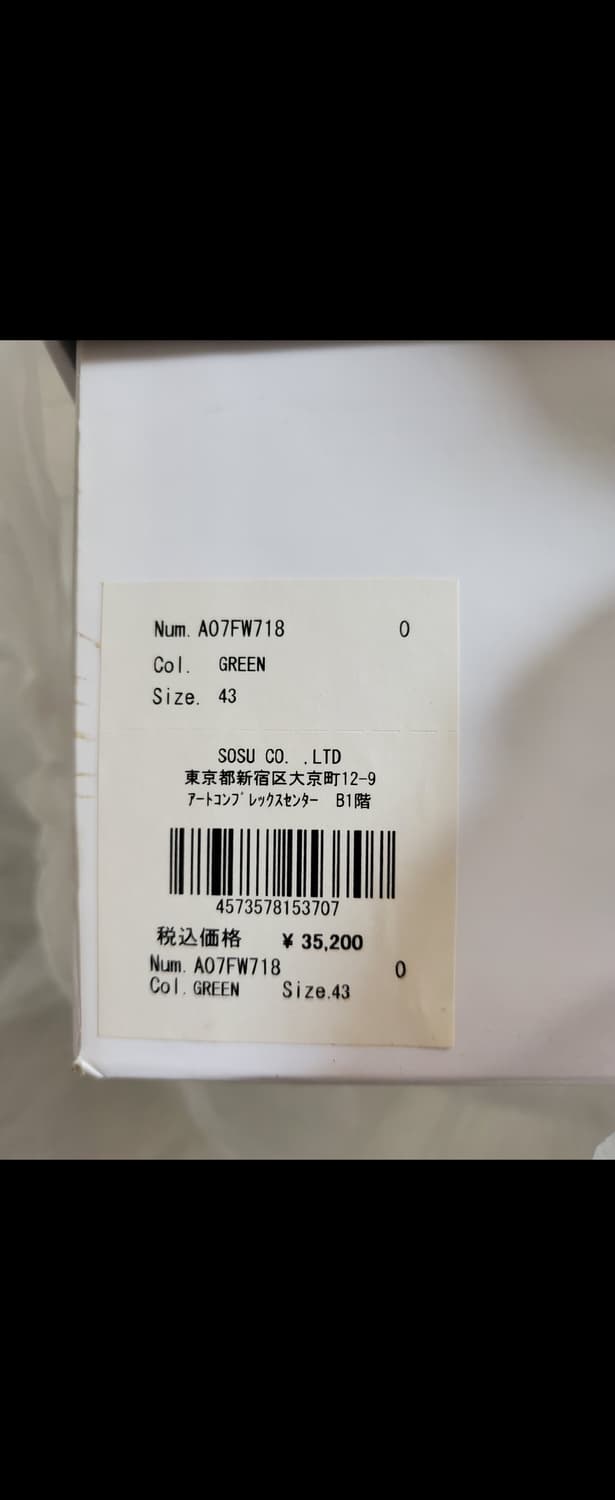 Num. A07FW718 0
Col. GREEN
Size. 43
SOSU CO. ,LTD
東京都新宿区大京町12-9
ｱｰﾄｺﾝﾌﾟﾚｯｸｽｾﾝﾀｰ B1階
4573578153707
税込価格 ¥ 35,200
Num. A07FW718 0
Col. GREEN Size.43